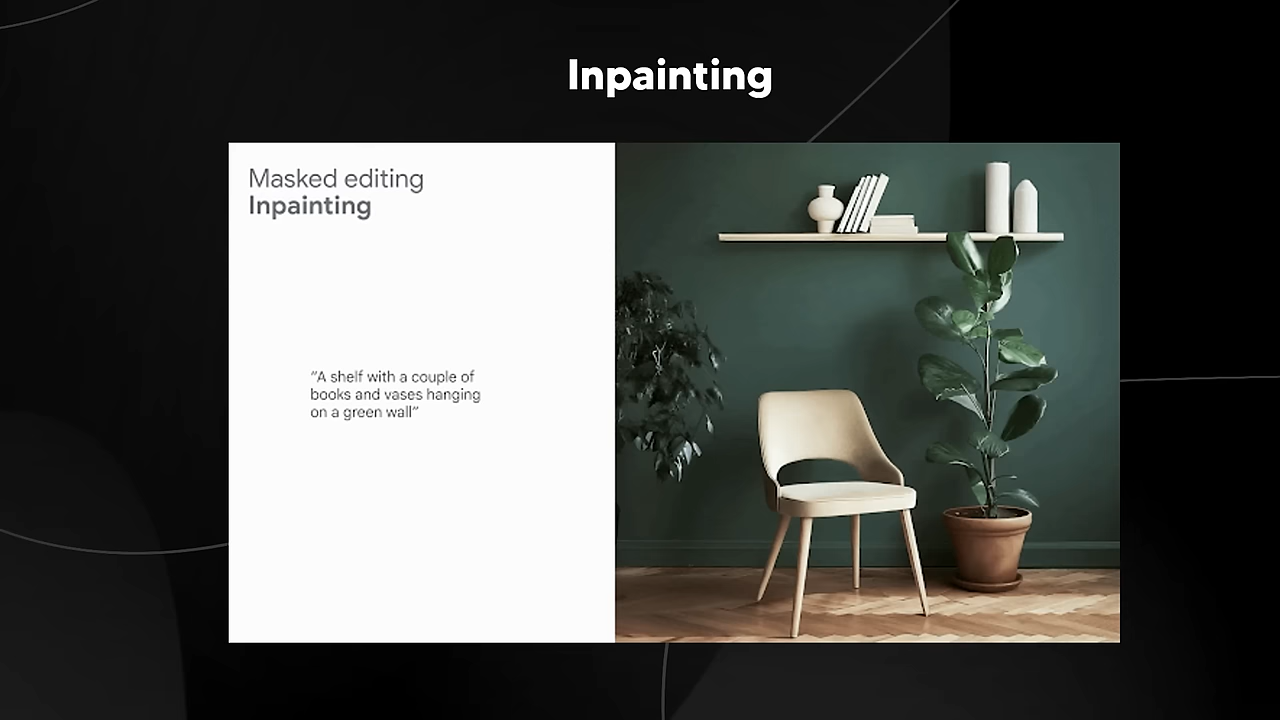 Inpainting
Masked editing
Inpainting
“A shelf with a couple of
books and vases hanging
on a green wall”